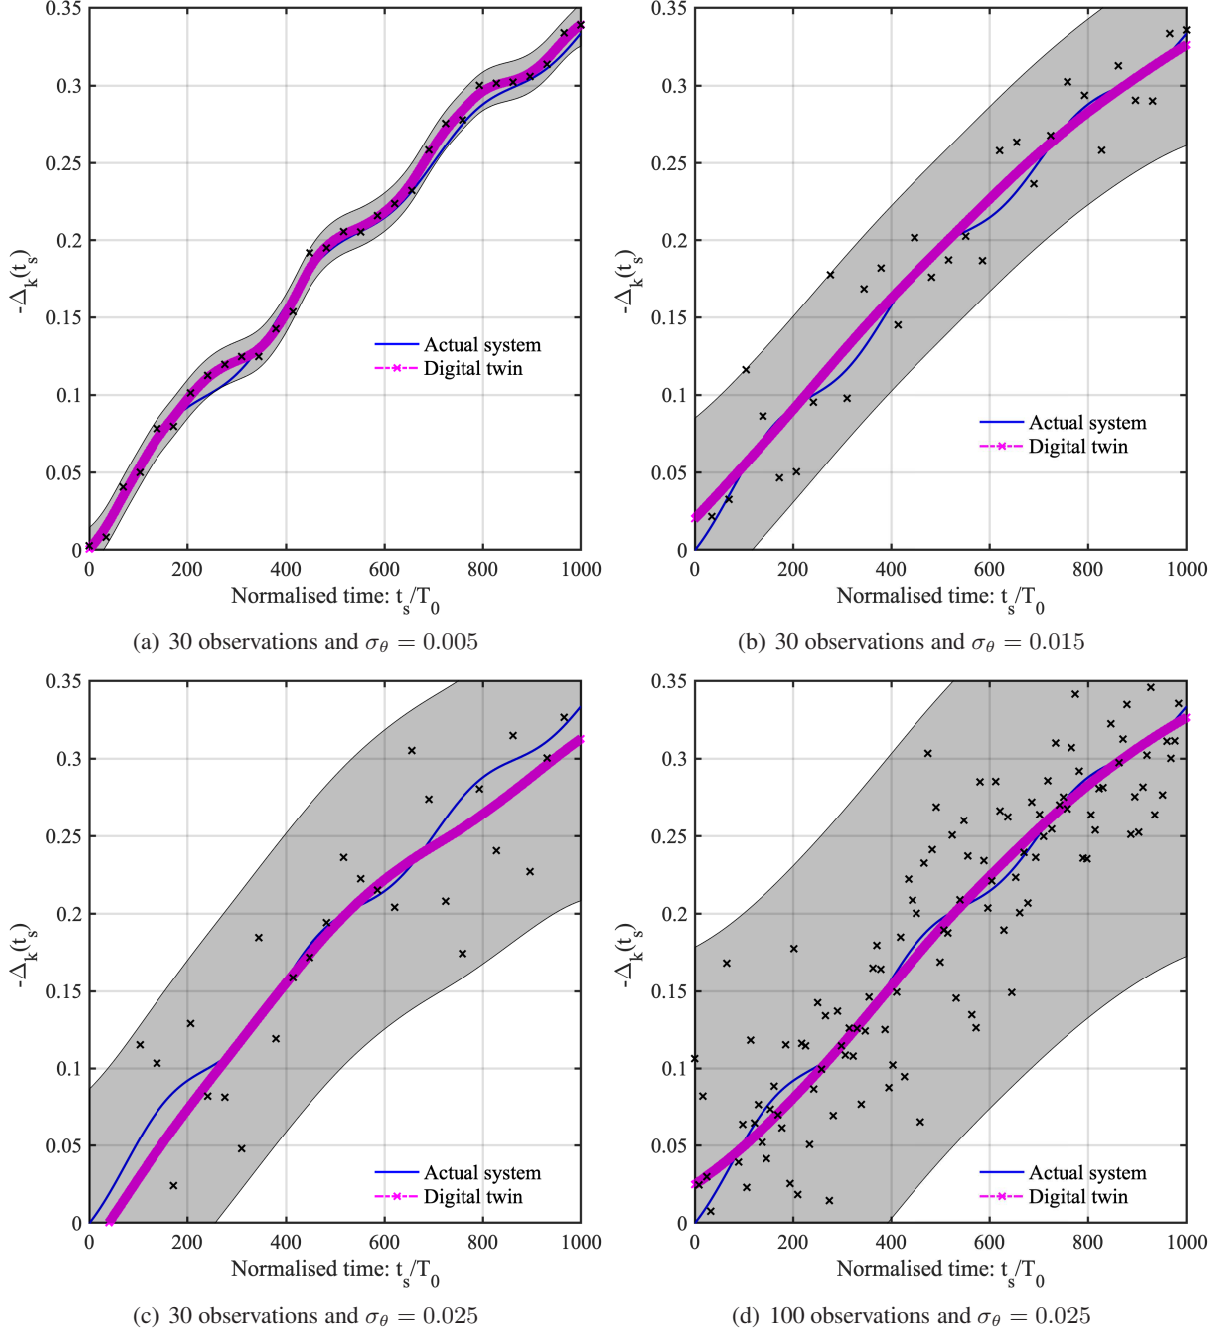 0.35
0.3
0.25
0.2
0.15
0.1
0.05
0
-Δk(ts)
Actual system
Digital twin
0 200 400 600 800 1000
Normalised time: ts/T0
(a) 30 observations and σθ = 0.005
0.35
0.3
0.25
0.2
0.15
0.1
0.05
0
-Δk(ts)
Actual system
Digital twin
0 200 400 600 800 1000
Normalised time: ts/T0
(b) 30 observations and σθ = 0.015
0.35
0.3
0.25
0.2
0.15
0.1
0.05
0
-Δk(ts)
Actual system
Digital twin
0 200 400 600 800 1000
Normalised time: ts/T0
(c) 30 observations and σθ = 0.025
0.35
0.3
0.25
0.2
0.15
0.1
0.05
0
-Δk(ts)
Actual system
Digital twin
0 200 400 600 800 1000
Normalised time: ts/T0
(d) 100 observations and σθ = 0.025